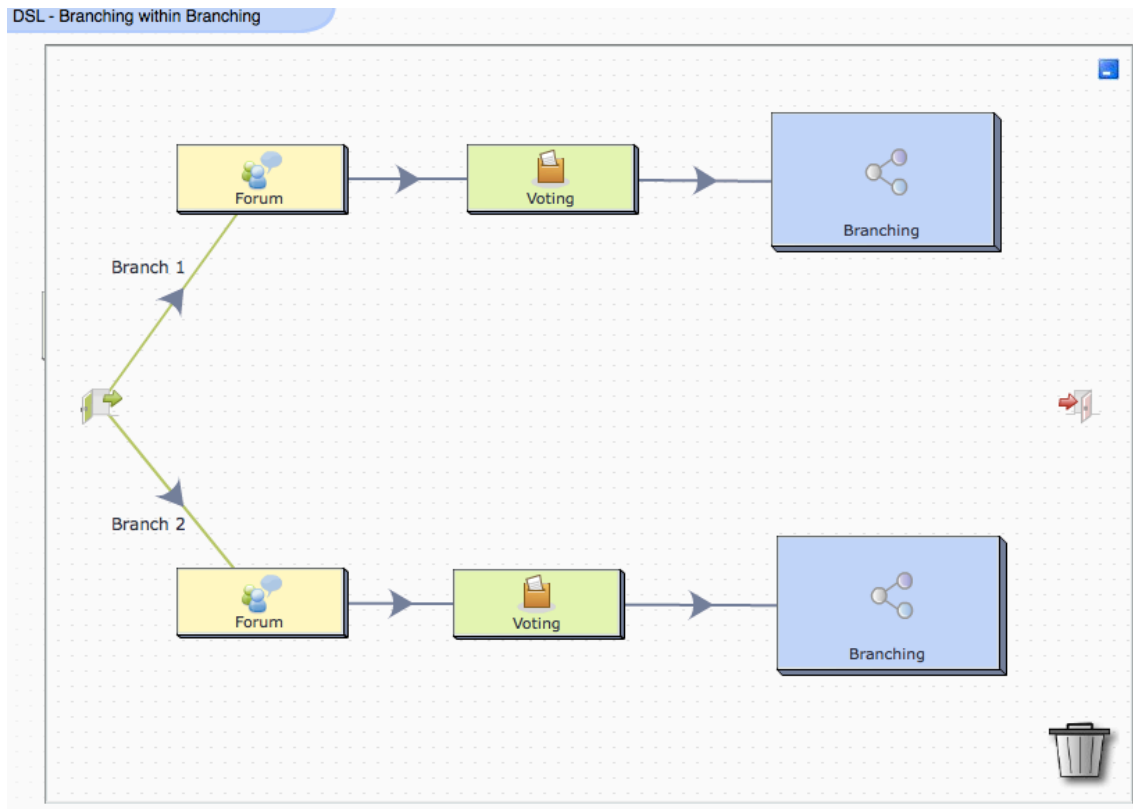 DSL - Branching within Branching
Forum
Voting
Branching
Branch 1
Branch 2
Forum
Voting
Branching